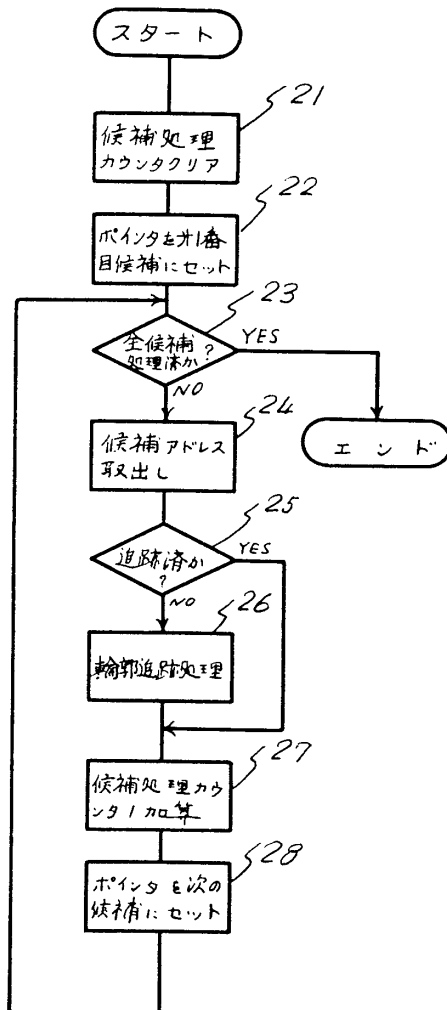 スタート
21
候補処理
カウンタクリア
22
ポインタを才1番
目候補にセット
23
全候補
処理済か?
YES
NO
24
候補アドレス
取出し
エンド
25
追跡済か
?
YES
NO
26
輪郭追跡処理
27
候補処理カウ
ンタ1加算
28
ポインタを次の
候補にセット